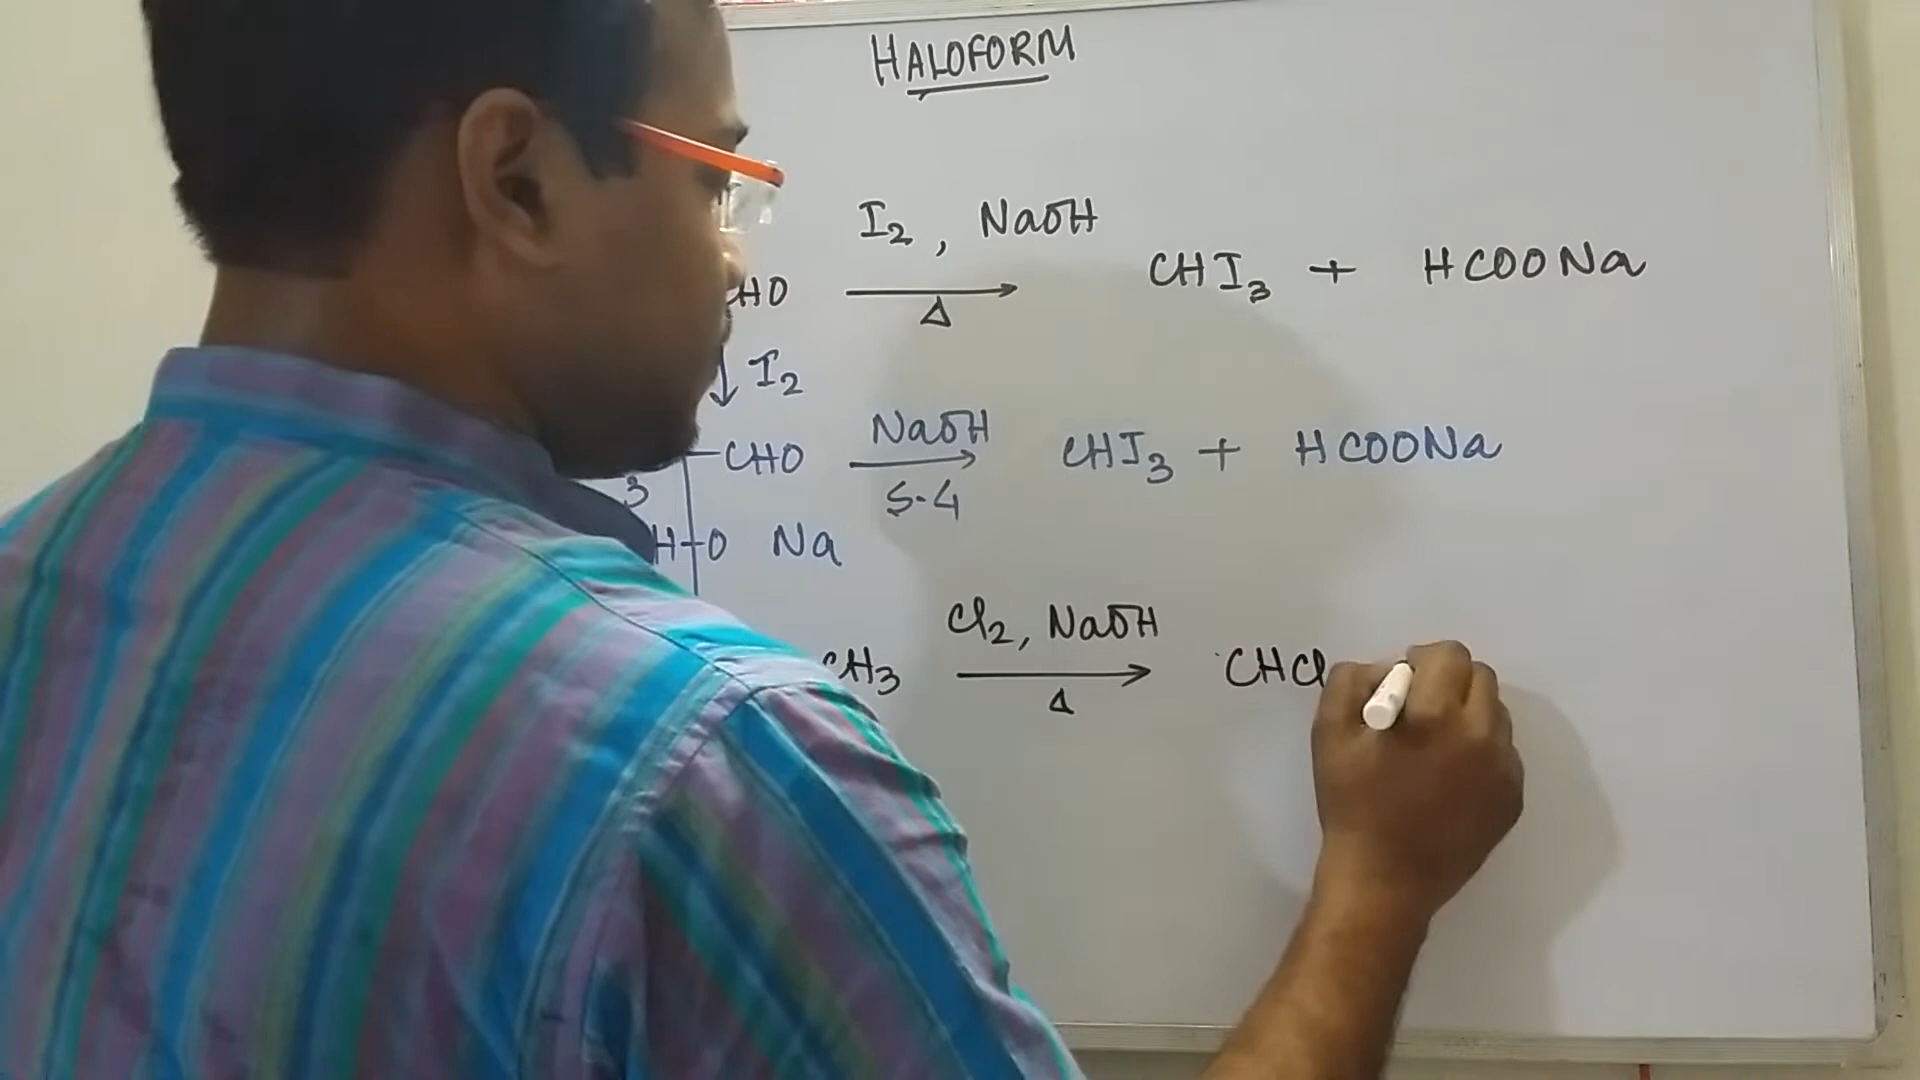 HALOFORM
I2, NaOH
CHO → CHI3 + HCOONa
Δ
↓ I2
NaOH
CHO → CHI3 + HCOONa
3 S-4
H-O Na
Cl2, NaOH
CH3 → CHCl
Δ